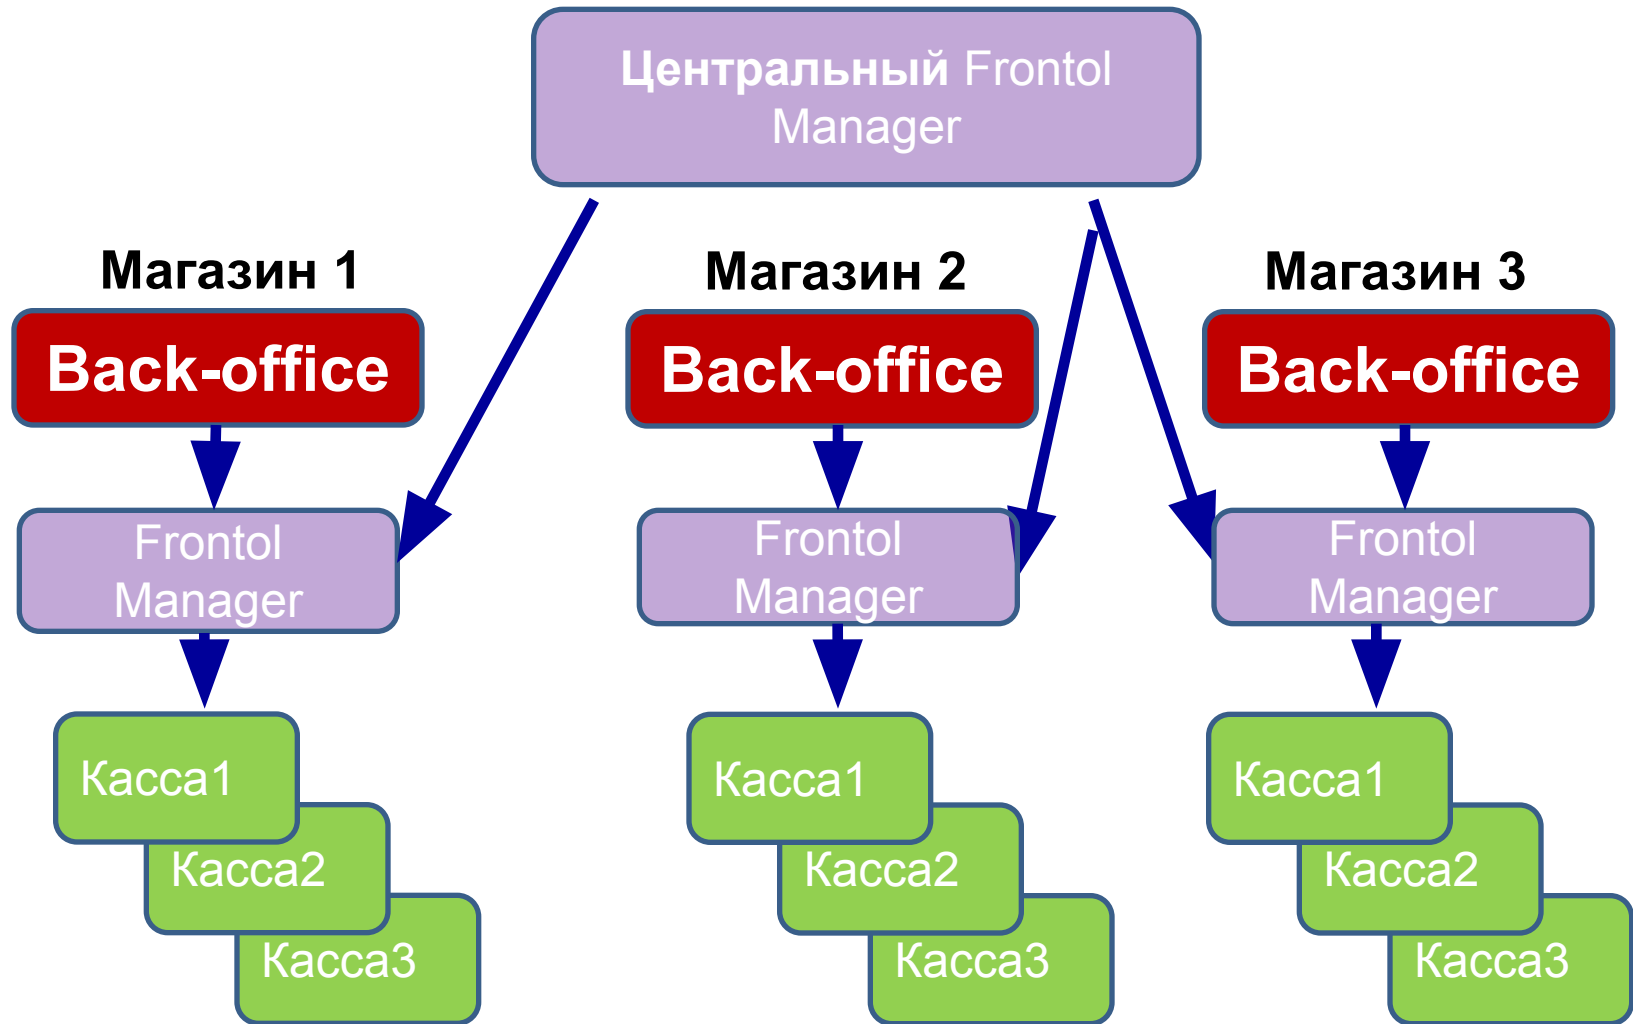 Центральный Frontol
Manager
Магазин 1
Магазин 2
Магазин 3
Back-office
Back-office
Back-office
Frontol
Manager
Frontol
Manager
Frontol
Manager
Касса1
Касса2
Касса3
Касса1
Касса2
Касса3
Касса1
Касса2
Касса3